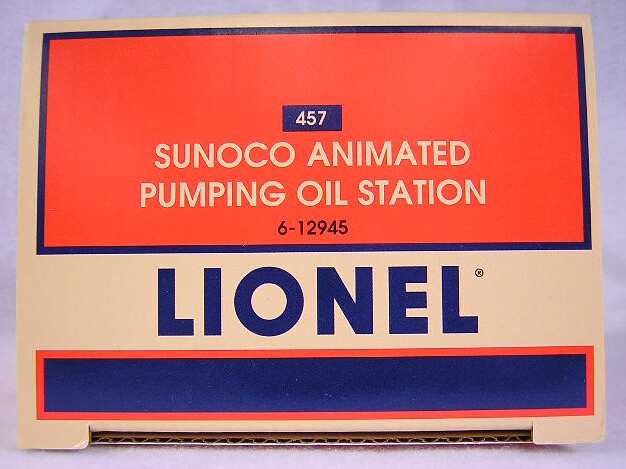 457
SUNOCO ANIMATED
PUMPING OIL STATION
6-12945
LIONEL®